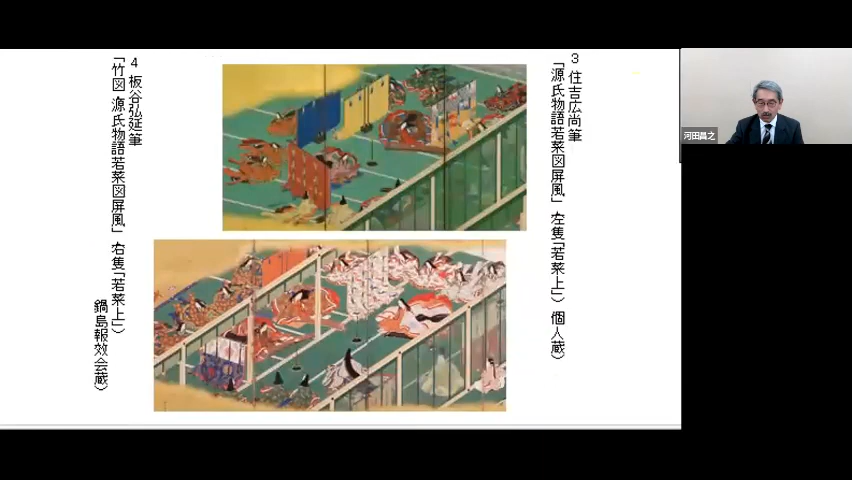 3 住吉広尚筆
「源氏物語若菜図屏風」 左隻「若菜上」） 個人蔵）
4 板谷弘延筆
「竹図 源氏物語若菜図屏風」 右隻「若菜上」）
鍋島報效会蔵）
河田昌之